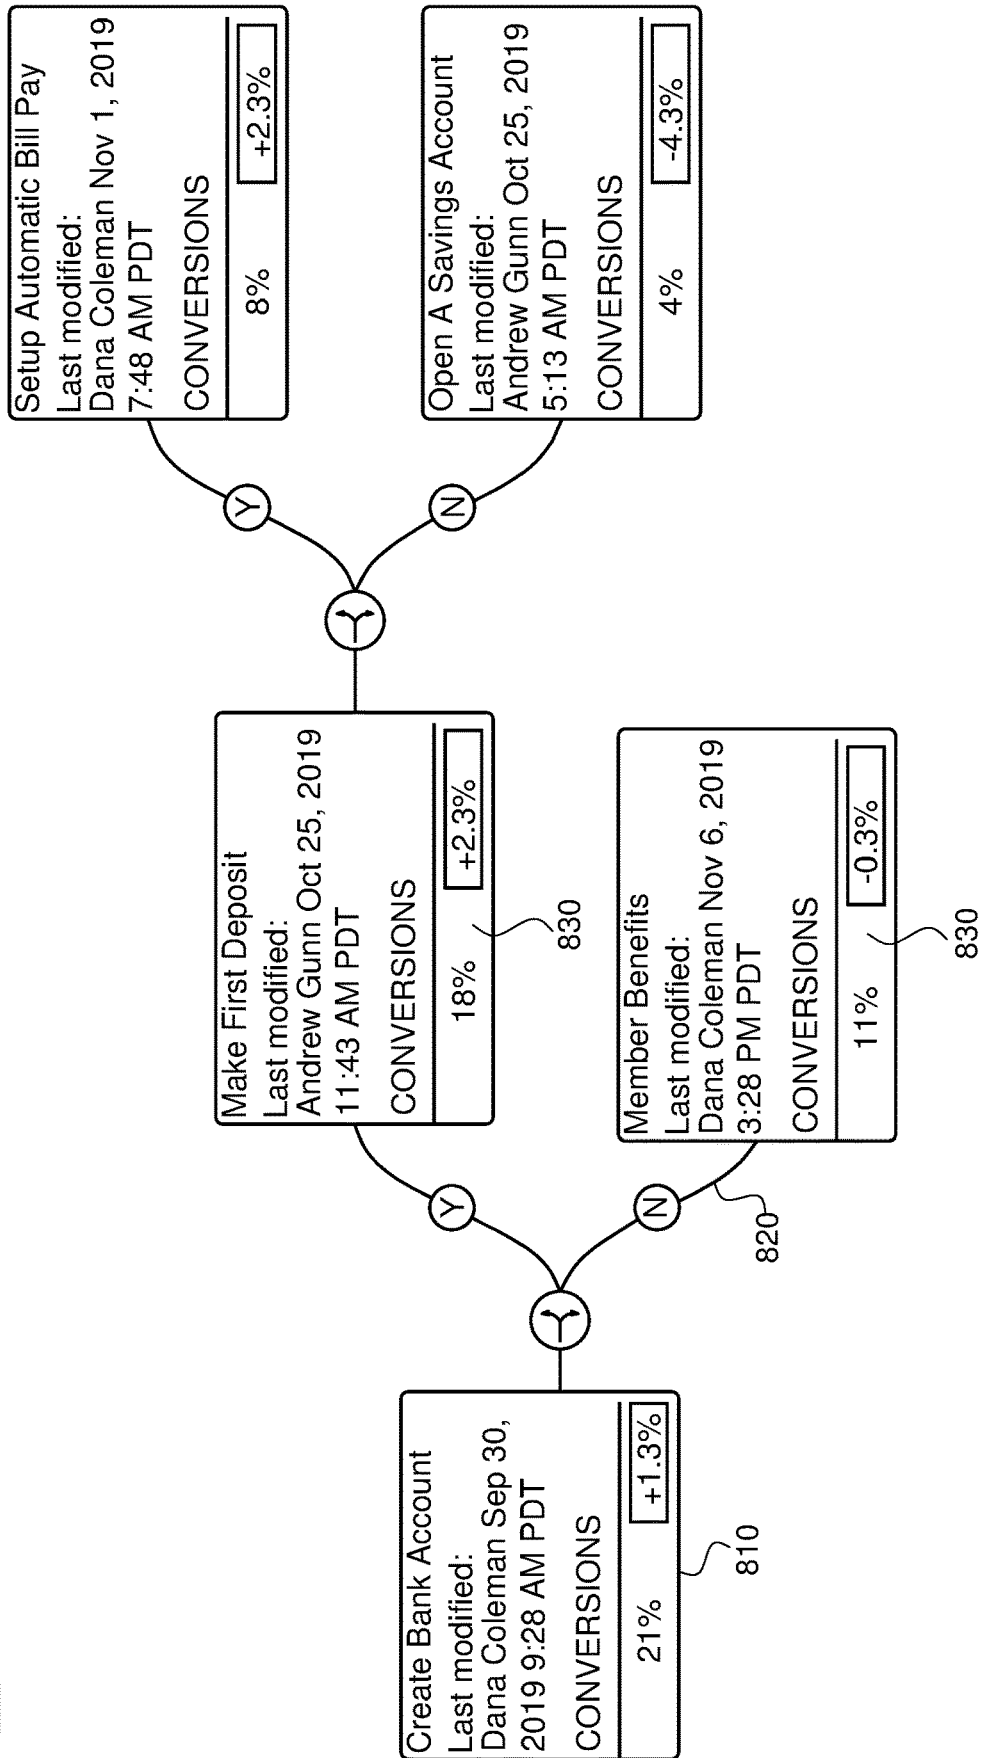 Create Bank Account
Last modified:
Dana Coleman Sep 30,
2019 9:28 AM PDT
CONVERSIONS
21% +1.3%
810
Y
N
820
Make First Deposit
Last modified:
Andrew Gunn Oct 25, 2019
11:43 AM PDT
CONVERSIONS
18% +2.3%
830
Member Benefits
Last modified:
Dana Coleman Nov 6, 2019
3:28 PM PDT
CONVERSIONS
11% -0.3%
830
Y
N
Setup Automatic Bill Pay
Last modified:
Dana Coleman Nov 1, 2019
7:48 AM PDT
CONVERSIONS
8% +2.3%
Open A Savings Account
Last modified:
Andrew Gunn Oct 25, 2019
5:13 AM PDT
CONVERSIONS
4% -4.3%